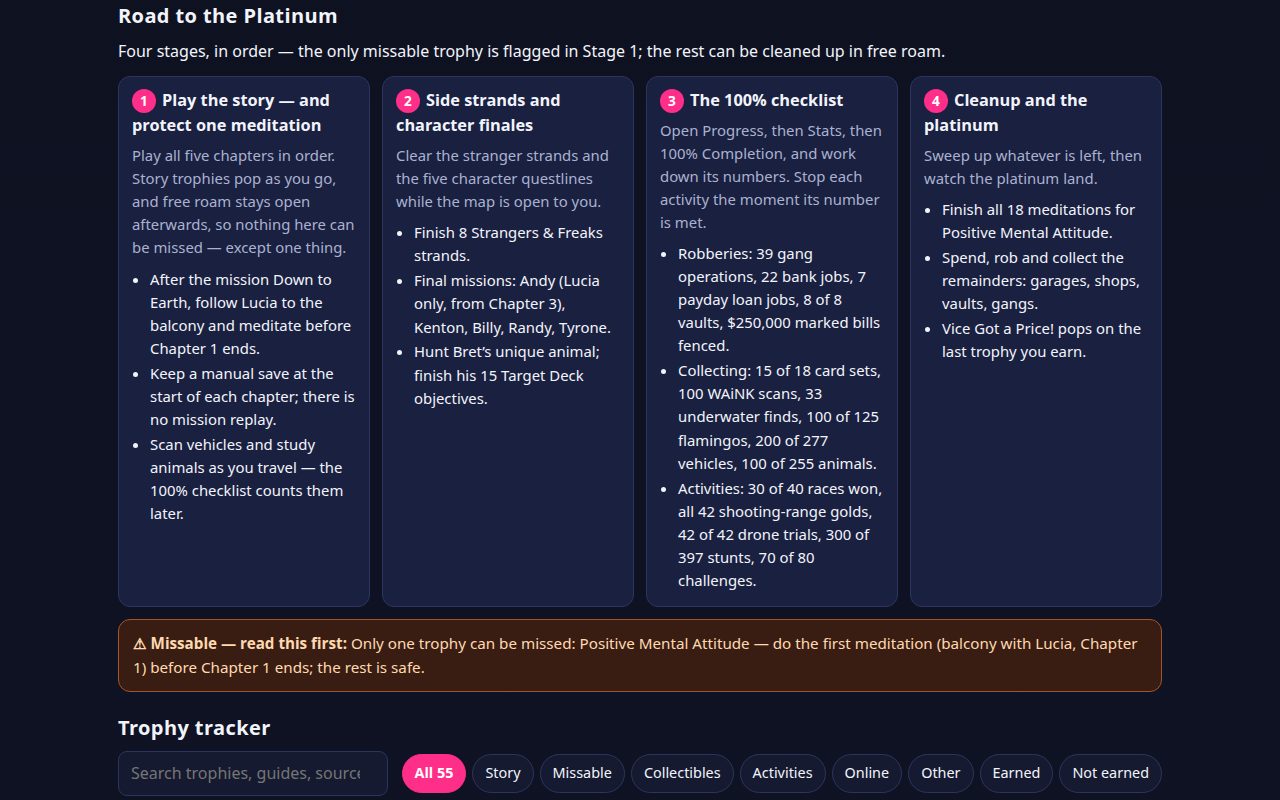 Road to the Platinum
Four stages, in order — the only missable trophy is flagged in Stage 1; the rest can be cleaned up in free roam.
1 Play the story — and
protect one meditation
Play all five chapters in order.
Story trophies pop as you go,
and free roam stays open
afterwards, so nothing here can
be missed — except one thing.
• After the mission Down to
Earth, follow Lucia to the
balcony and meditate before
Chapter 1 ends.
• Keep a manual save at the
start of each chapter; there is
no mission replay.
• Scan vehicles and study
animals as you travel — the
100% checklist counts them
later.
2 Side strands and
character finales
Clear the stranger strands and
the five character questlines
while the map is open to you.
• Finish 8 Strangers & Freaks
strands.
• Final missions: Andy (Lucia
only, from Chapter 3),
Kenton, Billy, Randy, Tyrone.
• Hunt Bret’s unique animal;
finish his 15 Target Deck
objectives.
3 The 100% checklist
Open Progress, then Stats, then
100% Completion, and work
down its numbers. Stop each
activity the moment its number
is met.
• Robberies: 39 gang
operations, 22 bank jobs, 7
payday loan jobs, 8 of 8
vaults, $250,000 marked bills
fenced.
• Collecting: 15 of 18 card sets,
100 WAiNK scans, 33
underwater finds, 100 of 125
flamingos, 200 of 277
vehicles, 100 of 255 animals.
• Activities: 30 of 40 races won,
all 42 shooting-range golds,
42 of 42 drone trials, 300 of
397 stunts, 70 of 80
challenges.
4 Cleanup and the
platinum
Sweep up whatever is left, then
watch the platinum land.
• Finish all 18 meditations for
Positive Mental Attitude.
• Spend, rob and collect the
remainders: garages, shops,
vaults, gangs.
• Vice Got a Price! pops on the
last trophy you earn.
⚠ Missable — read this first: Only one trophy can be missed: Positive Mental Attitude — do the first meditation (balcony with Lucia, Chapter
1) before Chapter 1 ends; the rest is safe.
Trophy tracker
Search trophies, guides, source
All 55
Story
Missable
Collectibles
Activities
Online
Other
Earned
Not earned